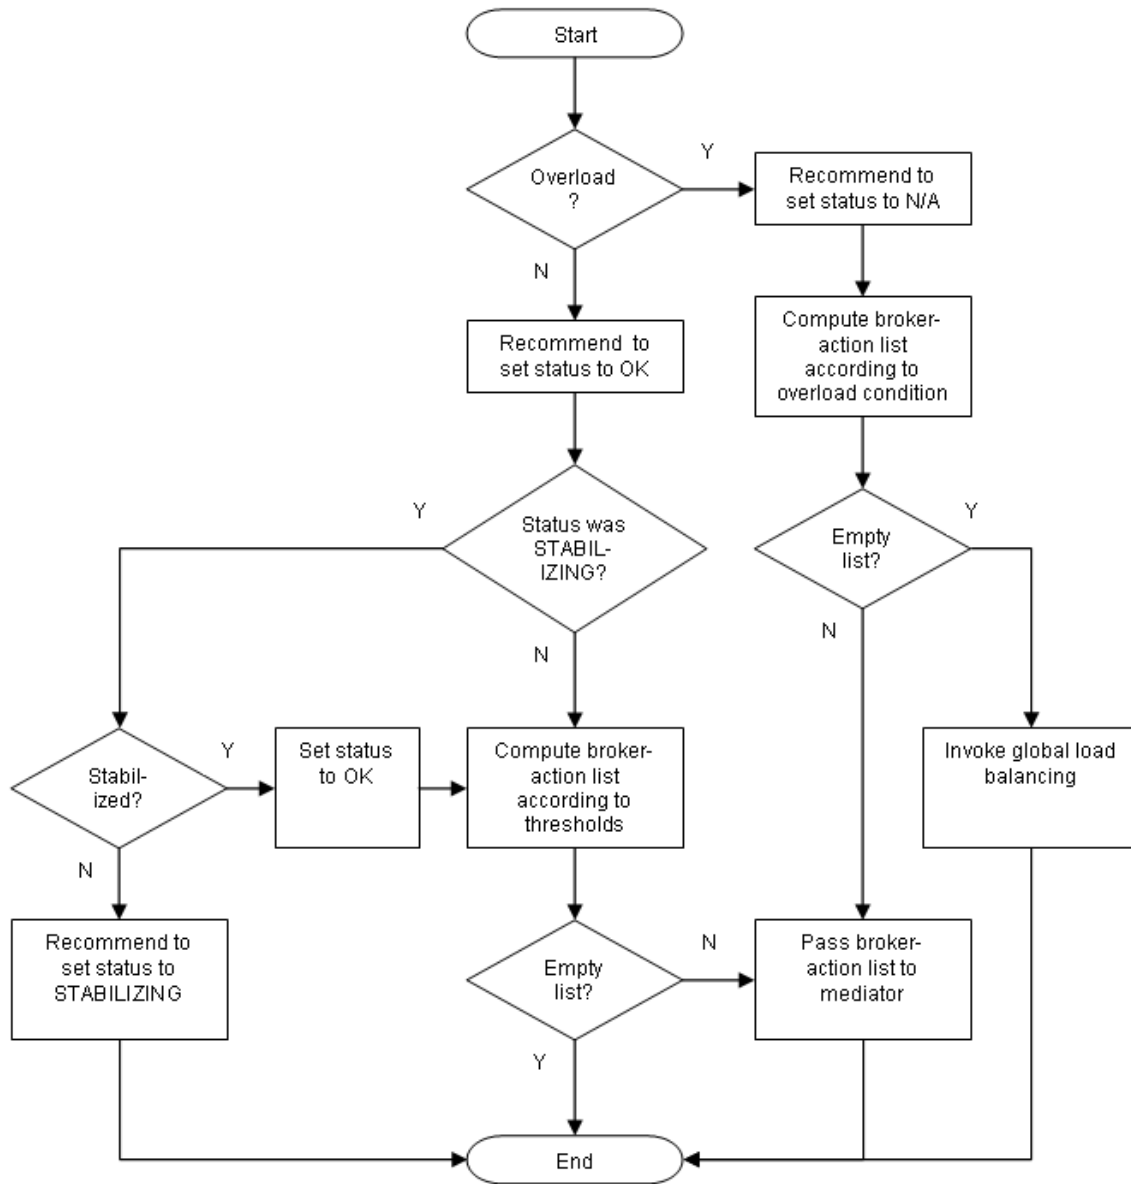 Start
Overload
?
Y
Recommend to
set status to N/A
N
Recommend  to
set status to OK
Compute broker-
action list
according to
overload condition
Y
Status was
STABIL-
IZING?
Empty
list?
Y
N
N
Stabil-
ized?
Y
Set status
to OK
Compute broker-
action list
according to
thresholds
Invoke global load
balancing
N
Recommend to
set status to
STABILIZING
Empty
list?
N
Pass broker-
action list to
mediator
Y
End